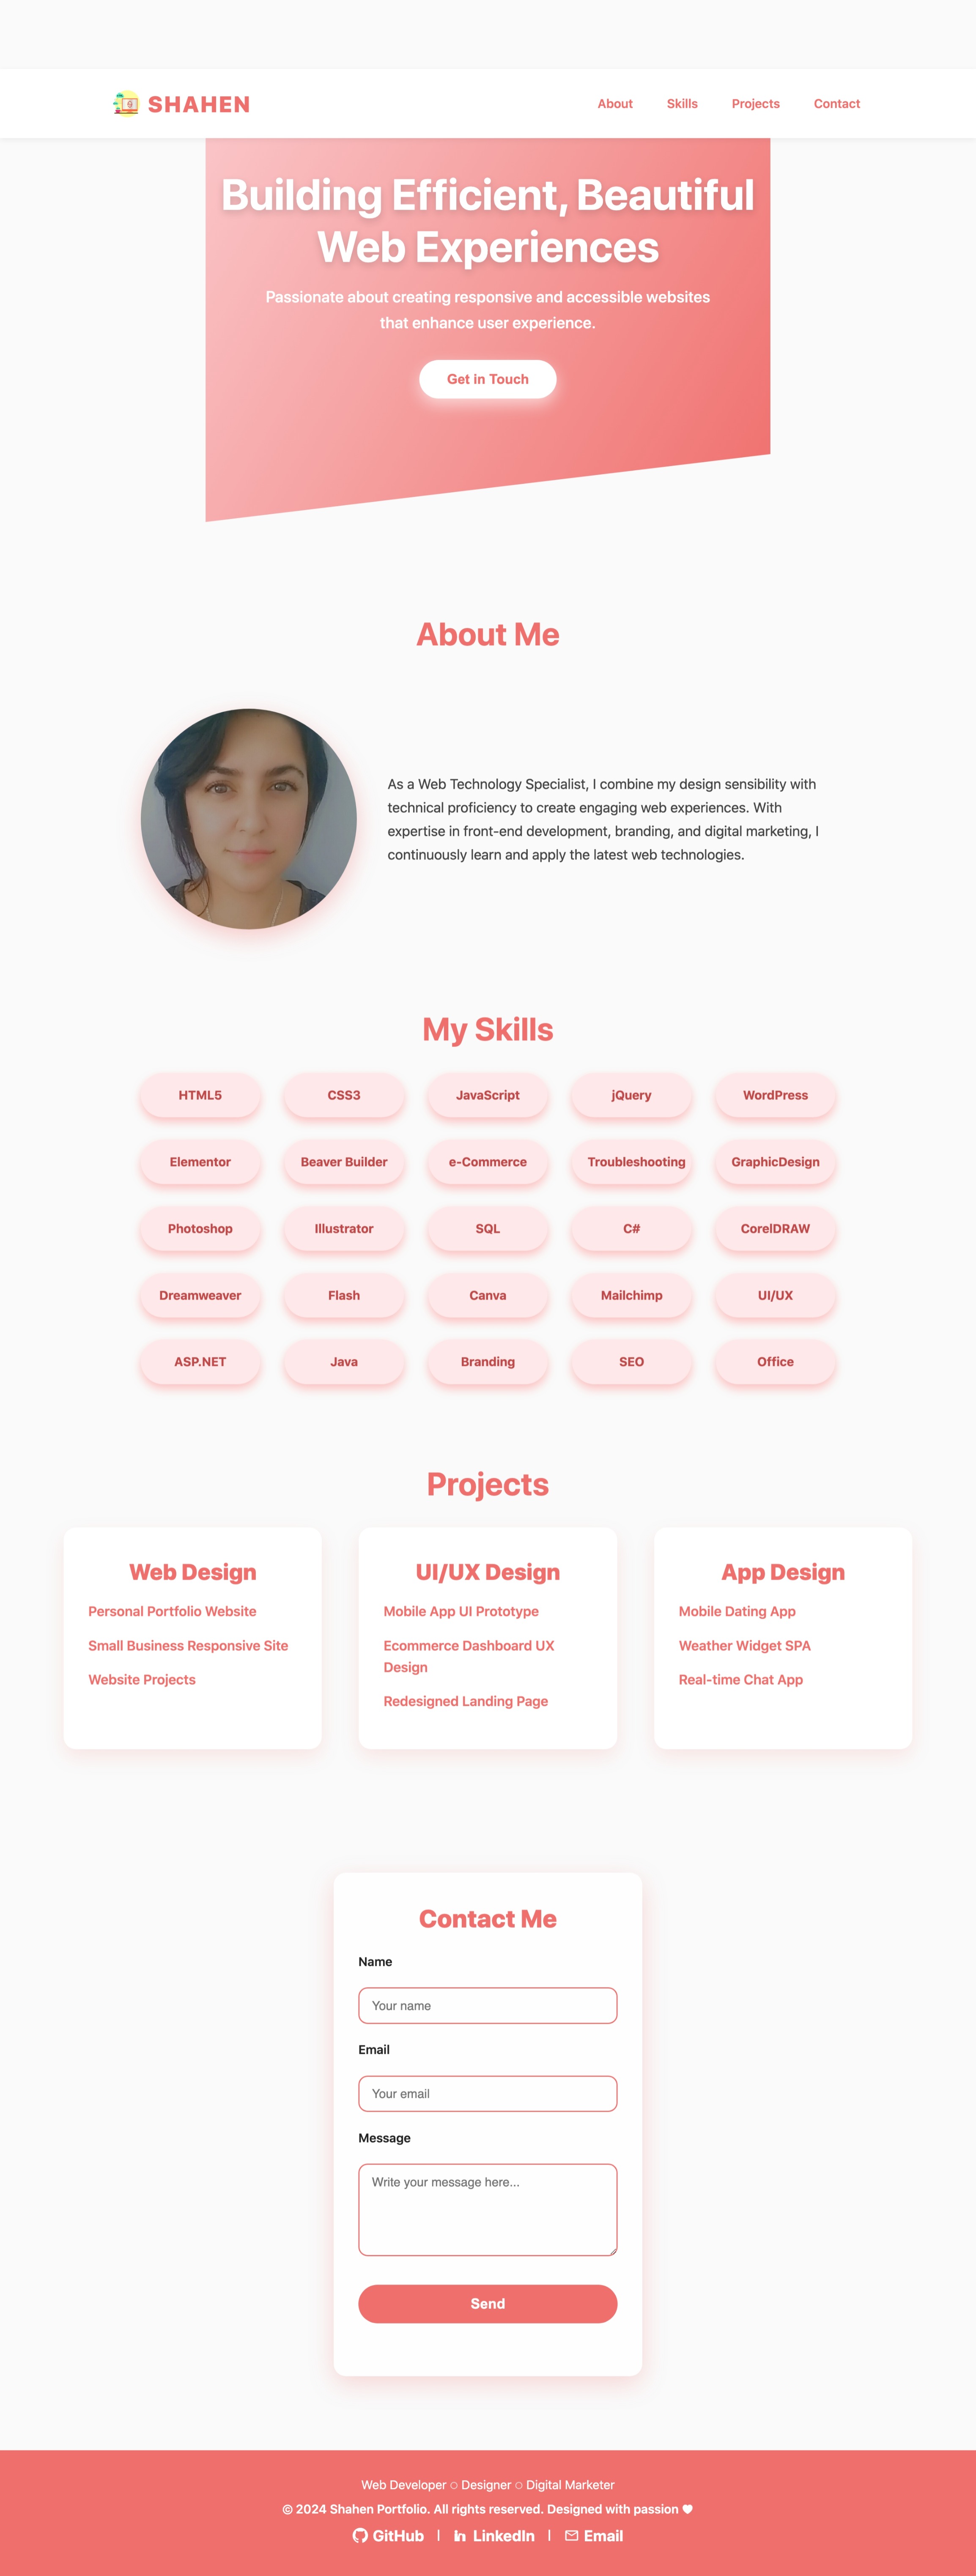 SHAHEN
About Skills Projects Contact
Building Efficient, Beautiful
Web Experiences
Passionate about creating responsive and accessible websites
that enhance user experience.
Get in Touch
About Me
As a Web Technology Specialist, I combine my design sensibility with
technical proficiency to create engaging web experiences. With
expertise in front-end development, branding, and digital marketing, I
continuously learn and apply the latest web technologies.
My Skills
HTML5 CSS3 JavaScript jQuery WordPress
Elementor Beaver Builder e-Commerce Troubleshooting GraphicDesign
Photoshop Illustrator SQL C# CorelDRAW
Dreamweaver Flash Canva Mailchimp UI/UX
ASP.NET Java Branding SEO Office
Projects
Web Design
Personal Portfolio Website
Small Business Responsive Site
Website Projects
UI/UX Design
Mobile App UI Prototype
Ecommerce Dashboard UX
Design
Redesigned Landing Page
App Design
Mobile Dating App
Weather Widget SPA
Real-time Chat App
Contact Me
Name
Your name
Email
Your email
Message
Write your message here...
Send
Web Developer ○ Designer ○ Digital Marketer
© 2024 Shahen Portfolio. All rights reserved. Designed with passion ♥
GitHub | LinkedIn | Email